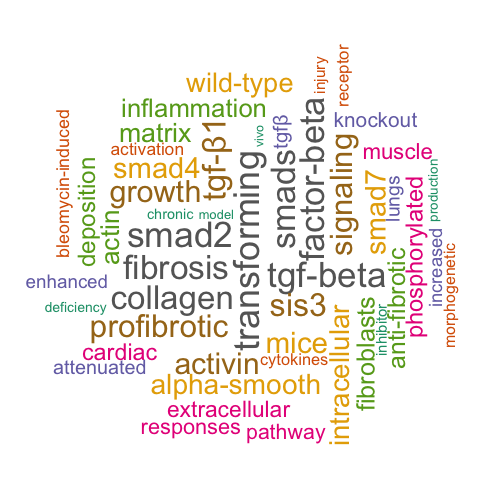 wild-type
injury
receptor
inflammation
tgf-β1
vivo
tgfβ
factor-beta
knockout
bleomycin-induced
matrix
activation
smads
signaling
muscle
deposition
smad4
transforming
smad7
lungs
production
actin
growth
phosphorylated
chronic
model
smad2
fibrosis
tgf-beta
anti-fibrotic
increased
morphogenetic
enhanced
collagen
sis3
deficiency
profibrotic
intracellular
fibroblasts
inhibitor
cardiac
mice
attenuated
activin
cytokines
alpha-smooth
extracellular
responses
pathway